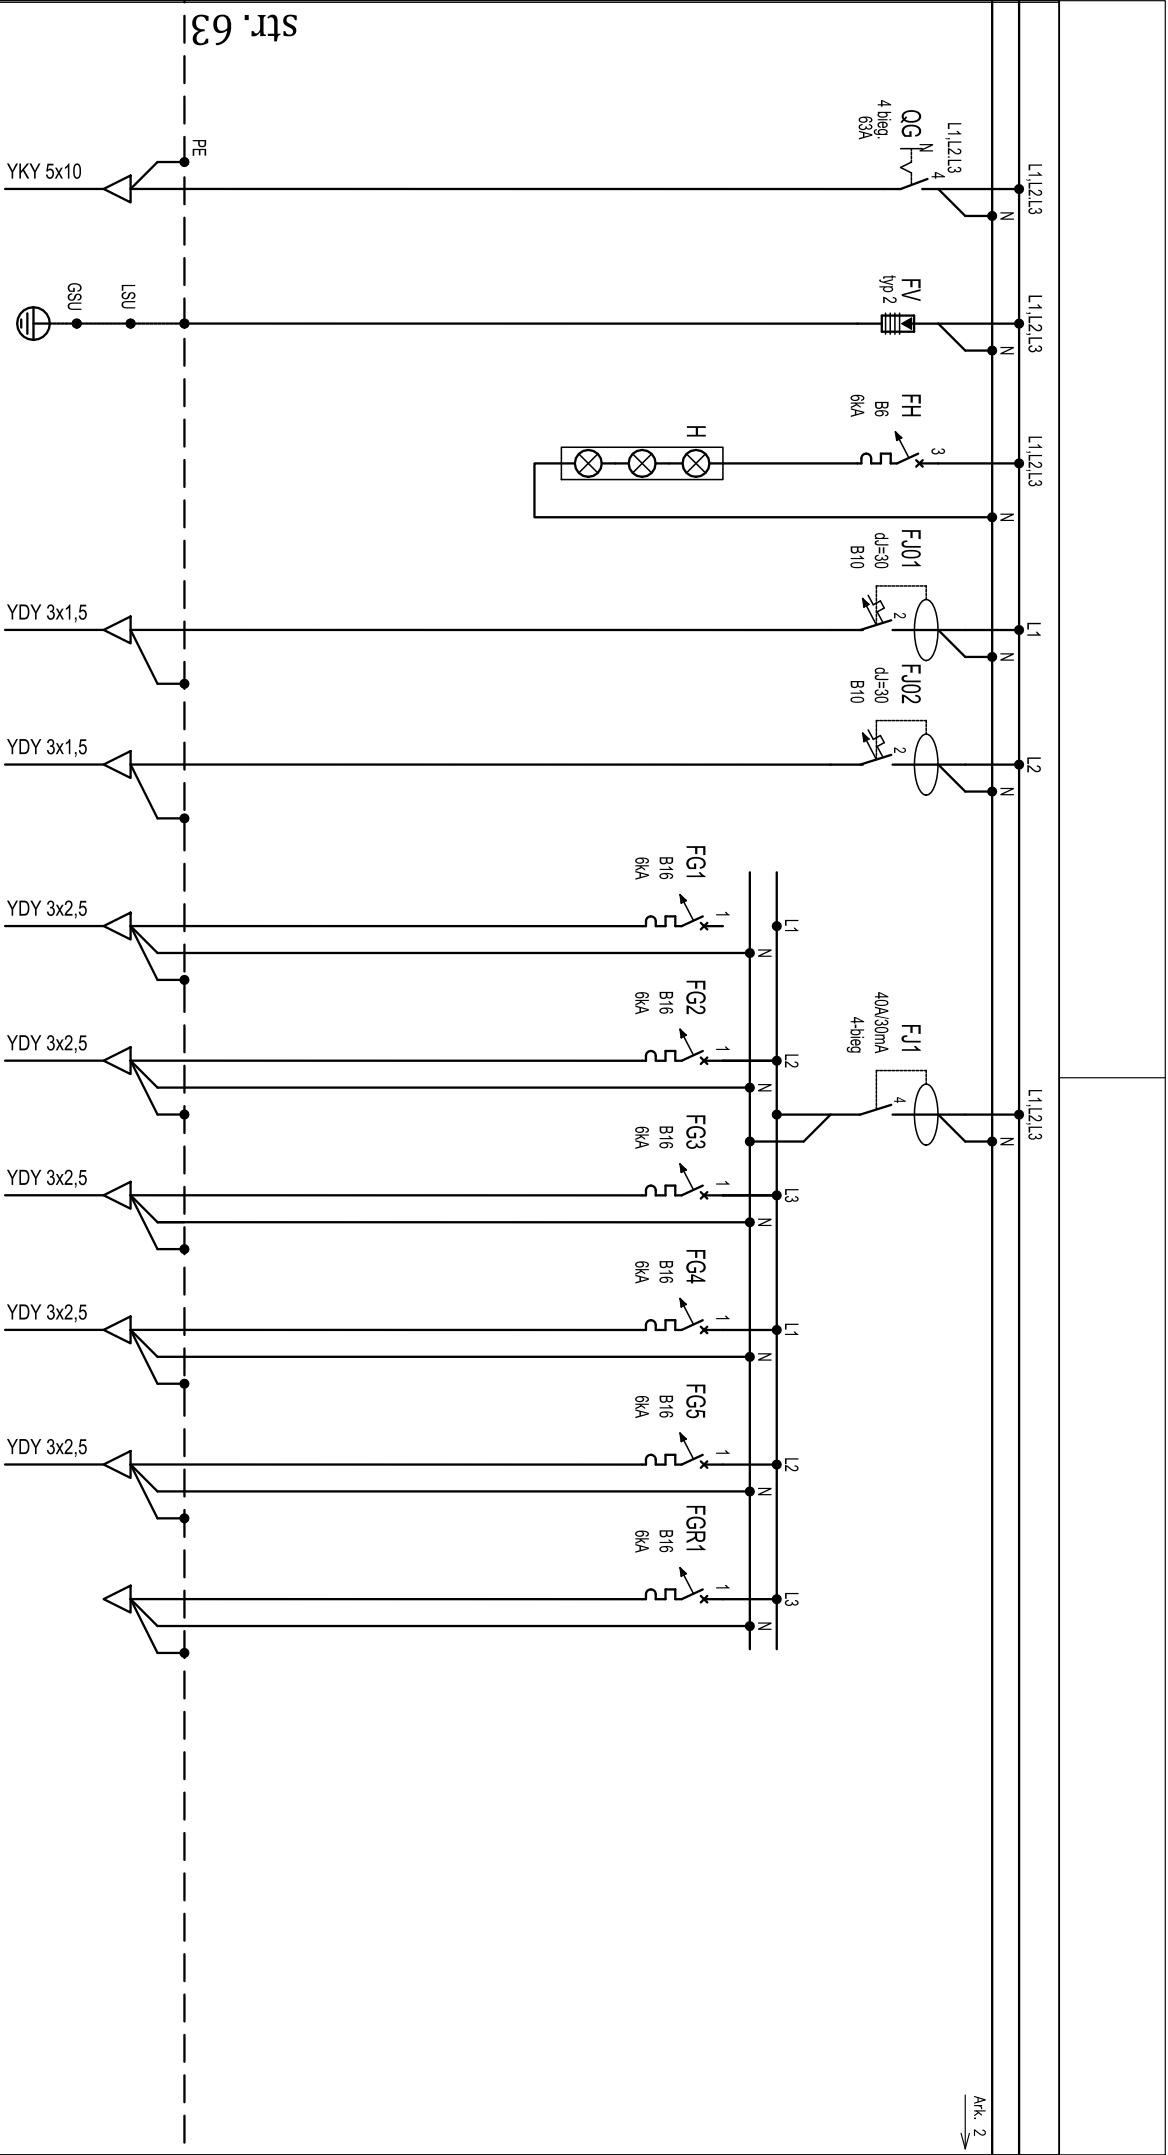 str. 63
L1,L2.L3
N
L1,L2.L3
N
4
QG
4 bieg.
63A
PE
YKY 5x10
L1,L2,L3
N
FV
typ 2
LSU
GSU
L1,L2,L3
N
3
FH
B6
6kA
H
L1
N
FJ01
dJ=30
B10
2
YDY 3x1,5
L2
N
FJ02
dJ=30
B10
2
YDY 3x1,5
L1,L2,L3
N
FJ1
40A/30mA
4-bieg
4
L1
N
1
FG1
B16
6kA
YDY 3x2,5
L2
N
1
FG2
B16
6kA
YDY 3x2,5
L3
N
1
FG3
B16
6kA
YDY 3x2,5
L1
N
1
FG4
B16
6kA
YDY 3x2,5
L2
N
1
FG5
B16
6kA
YDY 3x2,5
L3
N
1
FGR1
B16
6kA
Ark. 2